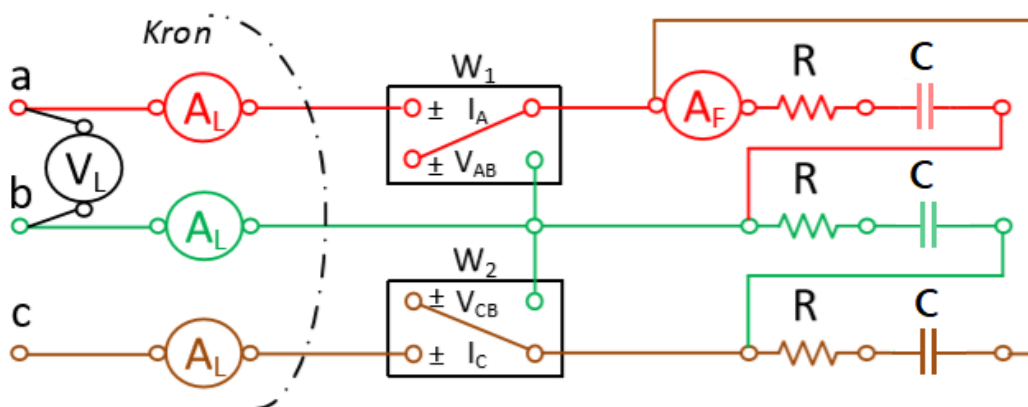 Kron
W₁
R
C
a
A_L
± I_A
A_F
± V_AB
V_L
R
C
b
A_L
W₂
± V_CB
R
C
c
A_L
± I_C